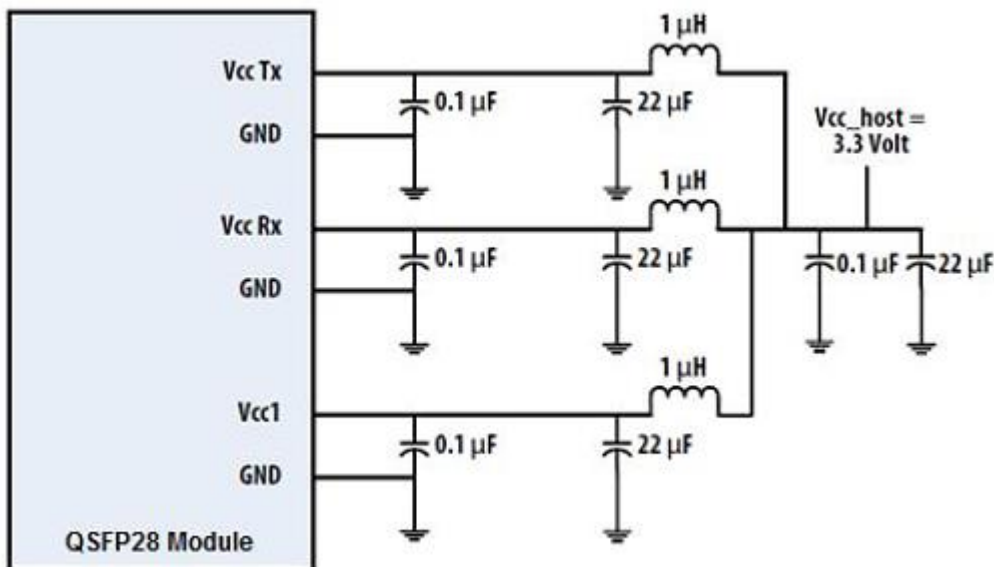 1 µH
Vcc Tx
0.1 µF
22 µF
GND
Vcc_host =
3.3 Volt
1 µH
Vcc Rx
0.1 µF
22 µF
0.1 µF
22 µF
GND
1 µH
Vcc1
0.1 µF
22 µF
GND
QSFP28 Module